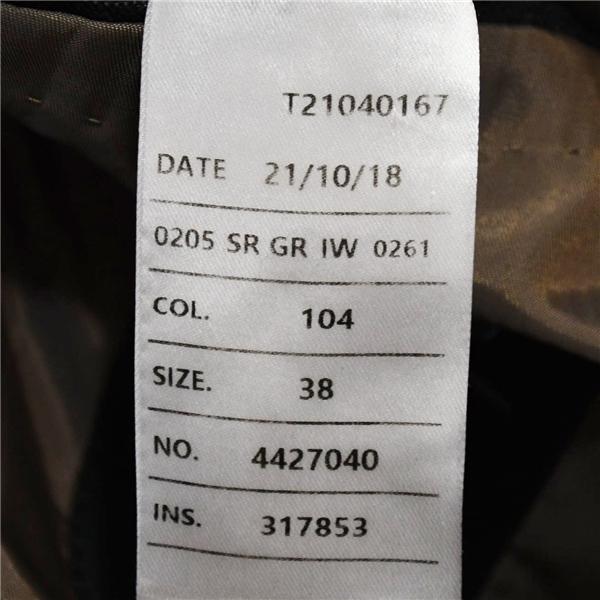 T21040167
DATE 21/10/18
0205 SR GR IW 0261
COL. 104
SIZE. 38
NO. 4427040
INS. 317853